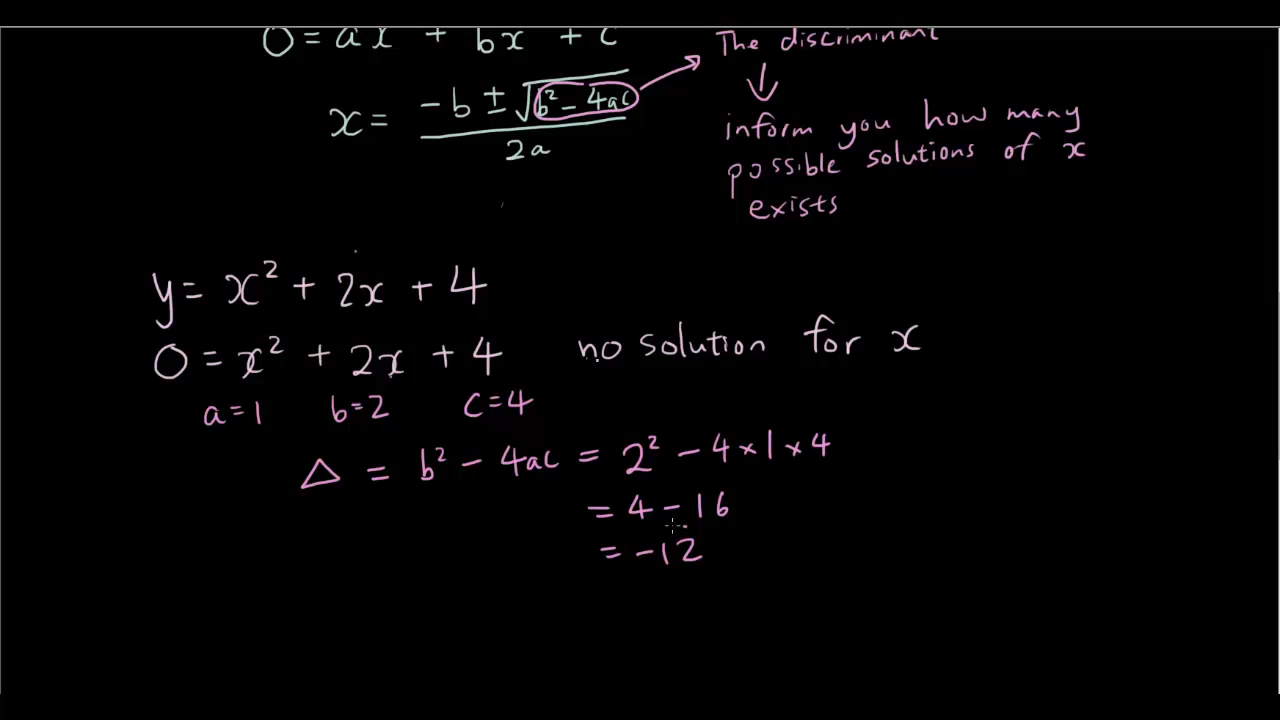 0 = ax + bx + c
The discriminant
x = -b ± √b² - 4ac / 2a
inform you how many
possible solutions of x
exists
y = x² + 2x + 4
0 = x² + 2x + 4 no solution for x
a=1 b=2 c=4
△ = b² - 4ac = 2² - 4×1×4
= 4 - 16
= -12